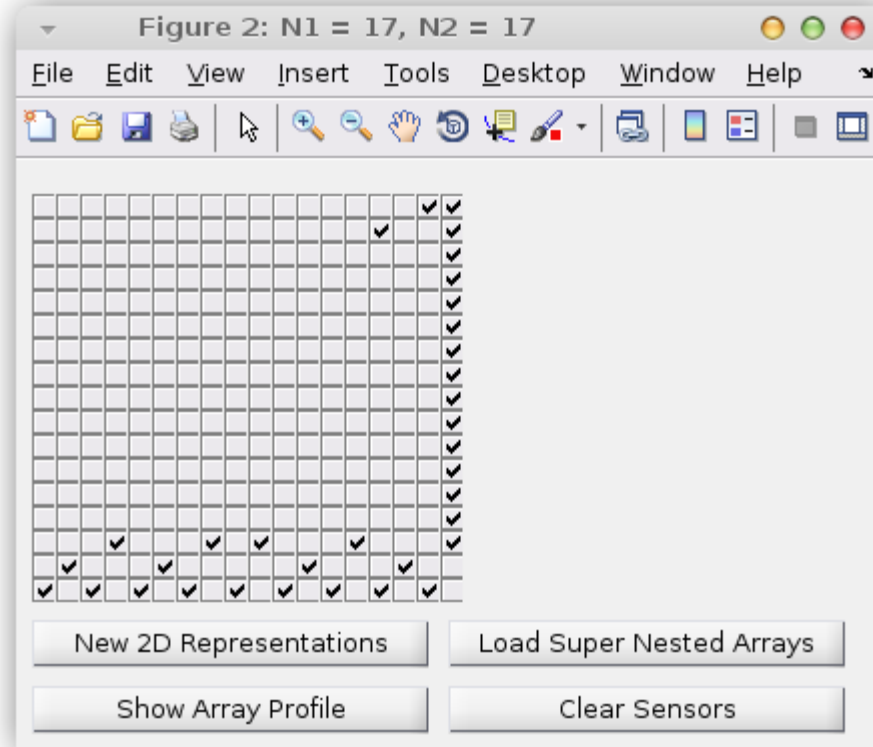 Figure 2: N1 = 17, N2 = 17
File Edit View Insert Tools Desktop Window Help
New 2D Representations Load Super Nested Arrays
Show Array Profile Clear Sensors